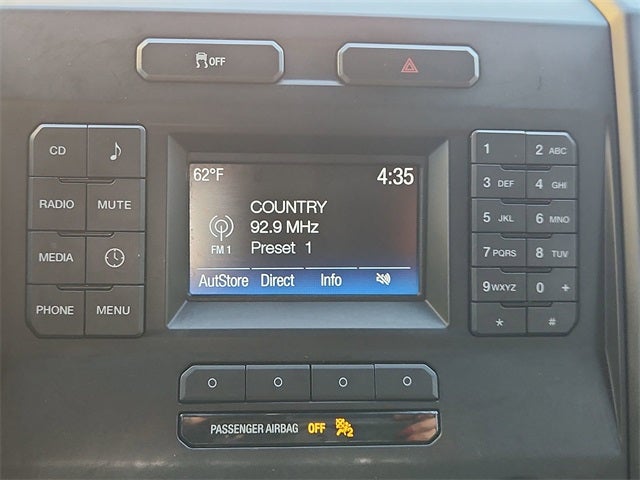 OFF
CD
RADIO MUTE
MEDIA
PHONE MENU
62°F 4:35
COUNTRY
92.9 MHz
FM 1 Preset 1
AutoStore Direct Info
1 2 ABC
3 DEF 4 GHI
5 JKL 6 MNO
7 PQRS 8 TUV
9 WXYZ 0 +
* #
PASSENGER AIRBAG OFF 2